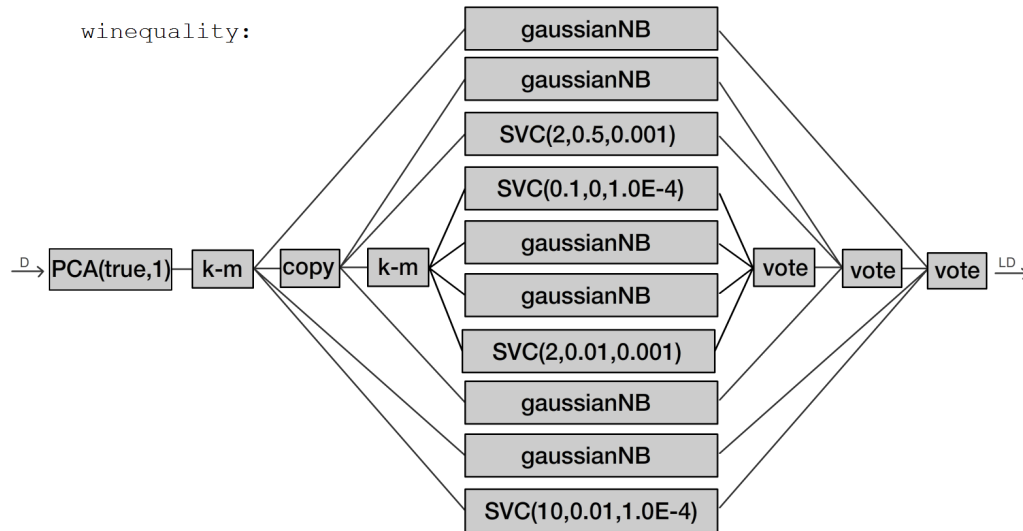 winequality:
gaussianNB
gaussianNB
SVC(2,0.5,0.001)
SVC(0.1,0,1.0E-4)
gaussianNB
D
PCA(true,1)
k-m
copy
k-m
vote
vote
vote
LD
gaussianNB
SVC(2,0.01,0.001)
gaussianNB
gaussianNB
SVC(10,0.01,1.0E-4)